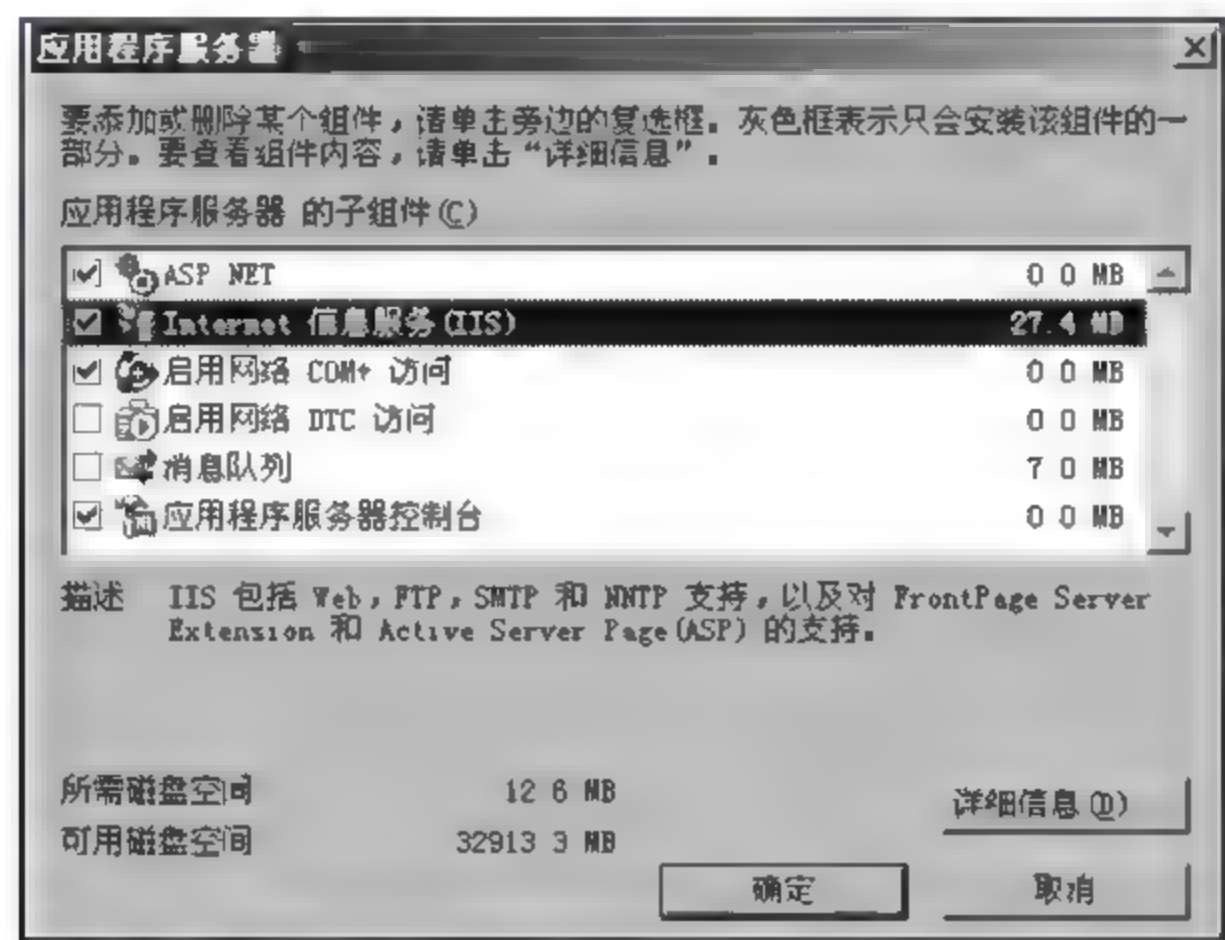 应用程序服务器
要添加或删除某个组件，请单击旁边的复选框。灰色框表示只会安装该组件的一
部分。要查看组件内容，请单击“详细信息”。
应用程序服务器 的子组件(C)
ASP NET 0 0 MB
Internet 信息服务(IIS) 27.4 MB
启用网络 COM+ 访问 0 0 MB
启用网络 DTC 访问 0 0 MB
消息队列 7 0 MB
应用程序服务器控制台 0 0 MB
描述 IIS 包括 Web，FTP，SMTP 和 NNTP 支持，以及对 FrontPage Server
Extension 和 Active Server Page(ASP) 的支持。
所需磁盘空间 12 6 MB
详细信息(D)
可用磁盘空间 32913 3 MB
确定 取消